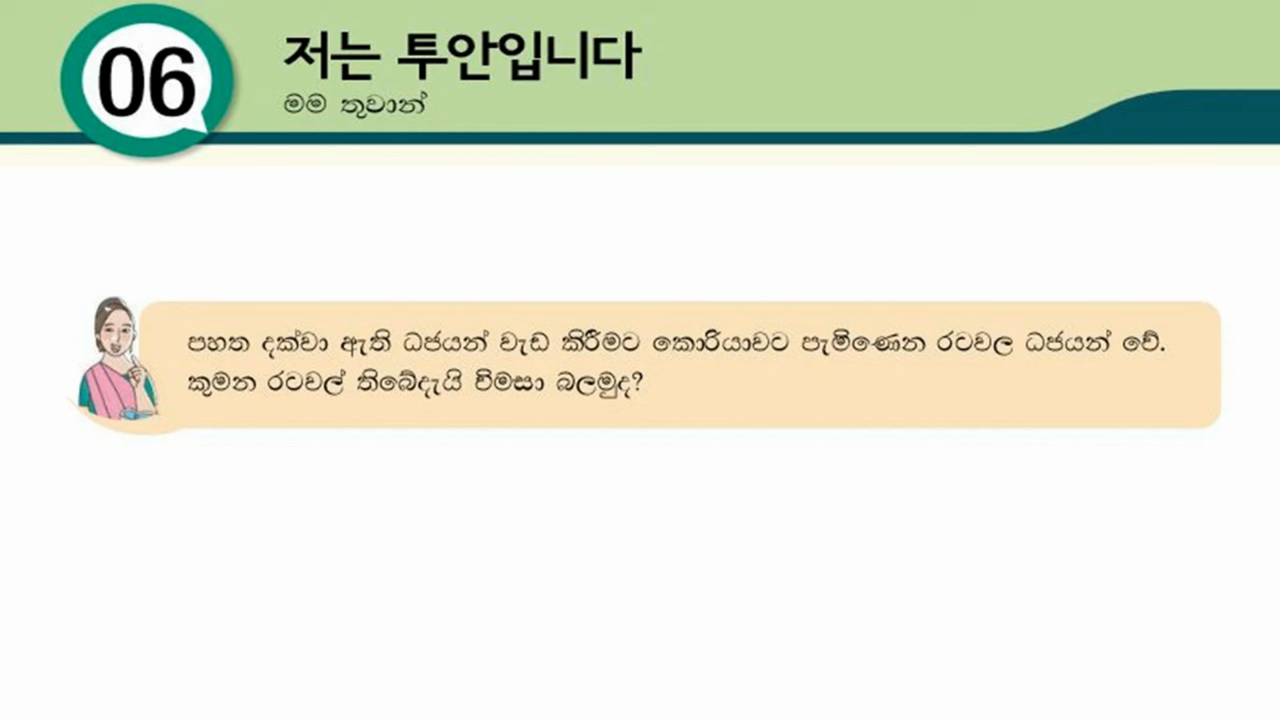 06
저는 투안입니다
මම තුවාන්
පහත දක්වා ඇති ධජයන් වැඩ කිරීමට කොරියාවට පැමිණෙන රටවල ධජයන් වේ.
කුමන රටවල් තිබේදැයි විමසා බලමුද?